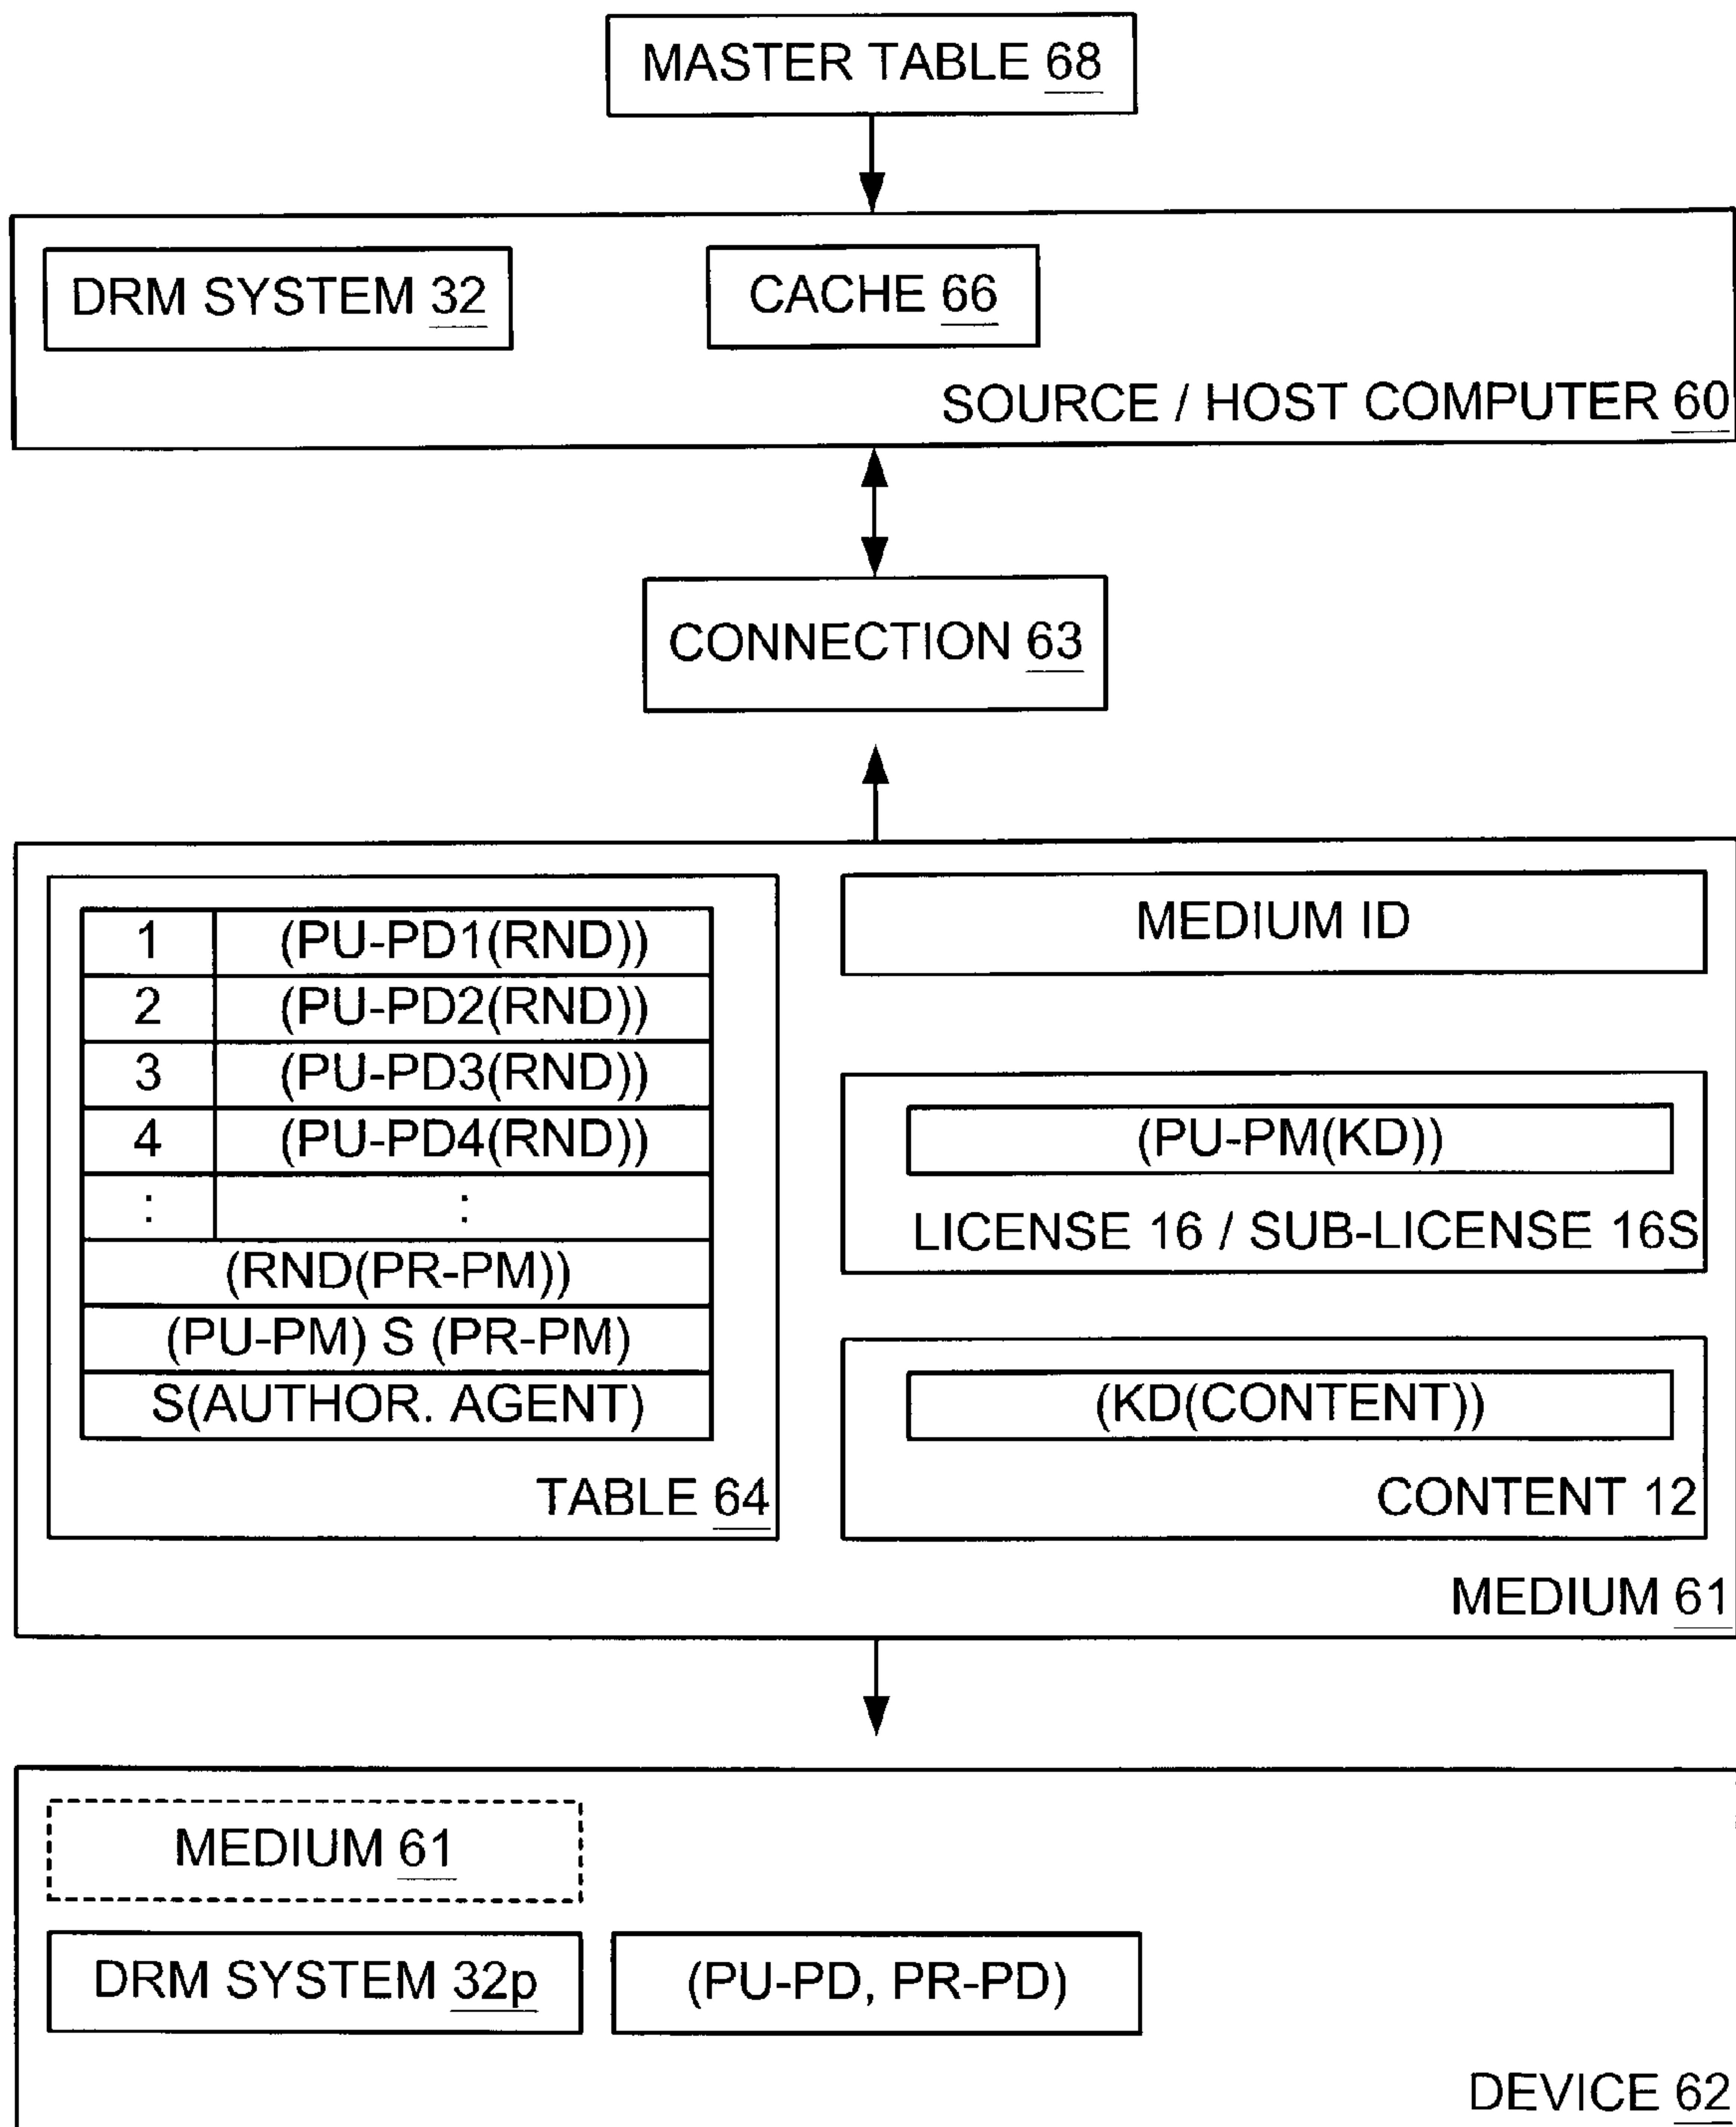 MASTER TABLE 68
DRM SYSTEM 32
CACHE 66
SOURCE / HOST COMPUTER 60
CONNECTION 63
1 (PU-PD1(RND))
2 (PU-PD2(RND))
3 (PU-PD3(RND))
4 (PU-PD4(RND))
: :
(RND(PR-PM))
(PU-PM) S (PR-PM)
S(AUTHOR. AGENT)
TABLE 64
MEDIUM ID
(PU-PM(KD))
LICENSE 16 / SUB-LICENSE 16S
(KD(CONTENT))
CONTENT 12
MEDIUM 61
MEDIUM 61
DRM SYSTEM 32p
(PU-PD, PR-PD)
DEVICE 62